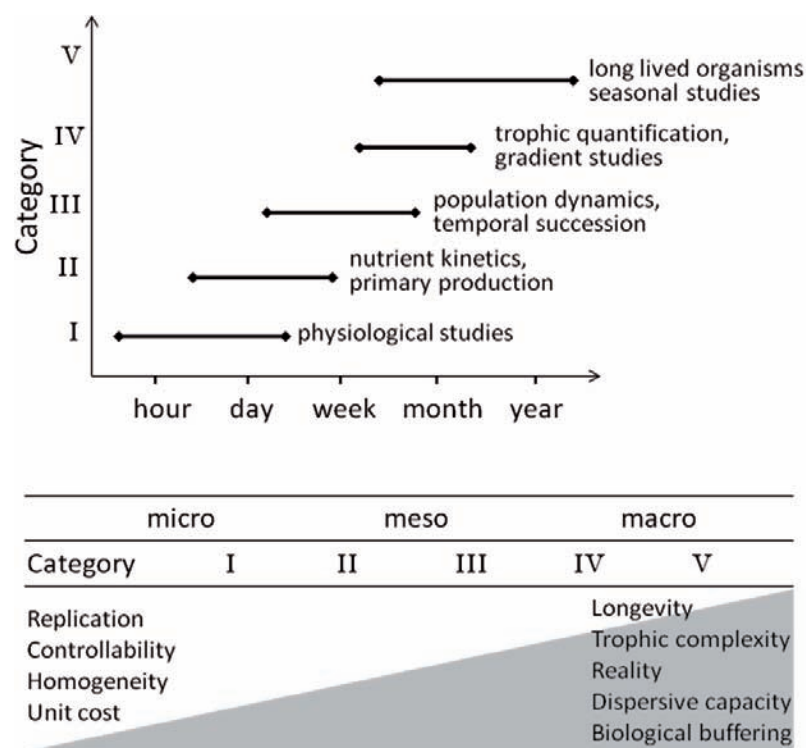 V
long lived organisms
seasonal studies
IV
trophic quantification,
gradient studies
Category
III
population dynamics,
temporal succession
II
nutrient kinetics,
primary production
I
physiological studies
hour day week month year
micro meso macro
Category I II III IV V
Replication
Controllability
Homogeneity
Unit cost
Longevity
Trophic complexity
Reality
Dispersive capacity
Biological buffering